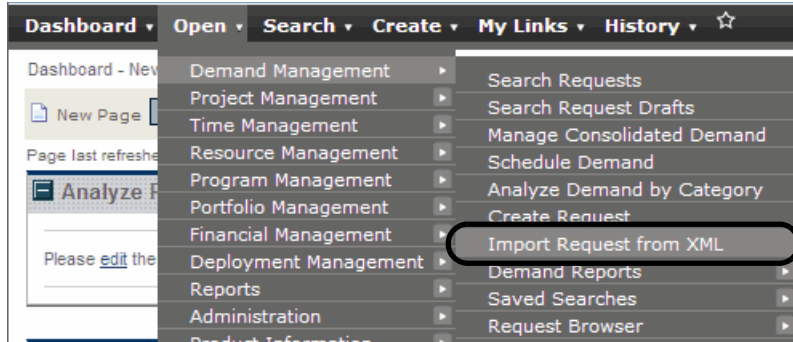 Dashboard Open Search Create My Links History
Dashboard - New
New Page
Page last refreshe
Analyze
Please edit the
Demand Management
Project Management
Time Management
Resource Management
Program Management
Portfolio Management
Financial Management
Deployment Management
Reports
Administration
Product Information
Search Requests
Search Request Drafts
Manage Consolidated Demand
Schedule Demand
Analyze Demand by Category
Create Request
Import Request from XML
Demand Reports
Saved Searches
Request Browser